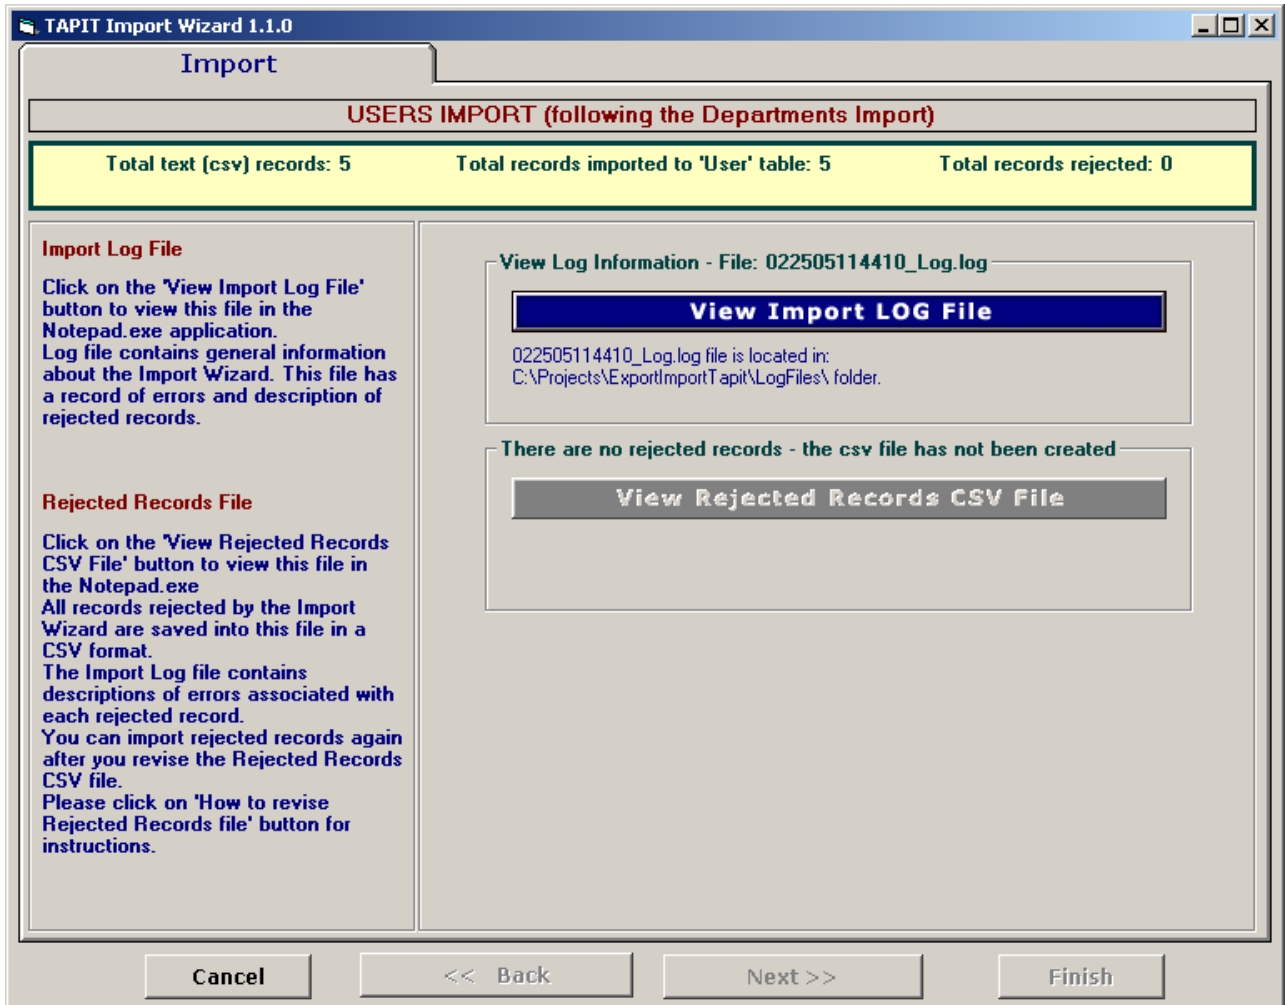 TAPIT Import Wizard 1.1.0
Import
USERS IMPORT (following the Departments Import)
Total text (csv) records: 5 Total records imported to 'User' table: 5 Total records rejected: 0
Import Log File
Click on the 'View Import Log File'
button to view this file in the
Notepad.exe application.
Log file contains general information
about the Import Wizard. This file has
a record of errors and description of
rejected records.
Rejected Records File
Click on the 'View Rejected Records
CSV File' button to view this file in
the Notepad.exe
All records rejected by the Import
Wizard are saved into this file in a
CSV format.
The Import Log file contains
descriptions of errors associated with
each rejected record.
You can import rejected records again
after you revise the Rejected Records
CSV file.
Please click on 'How to revise
Rejected Records file' button for
instructions.
View Log Information - File: 022505114410_Log.log
View Import LOG File
022505114410_Log.log file is located in:
C:\Projects\ExportImportTapit\LogFiles\ folder.
There are no rejected records - the csv file has not been created
View Rejected Records CSV File
Cancel << Back Next >> Finish